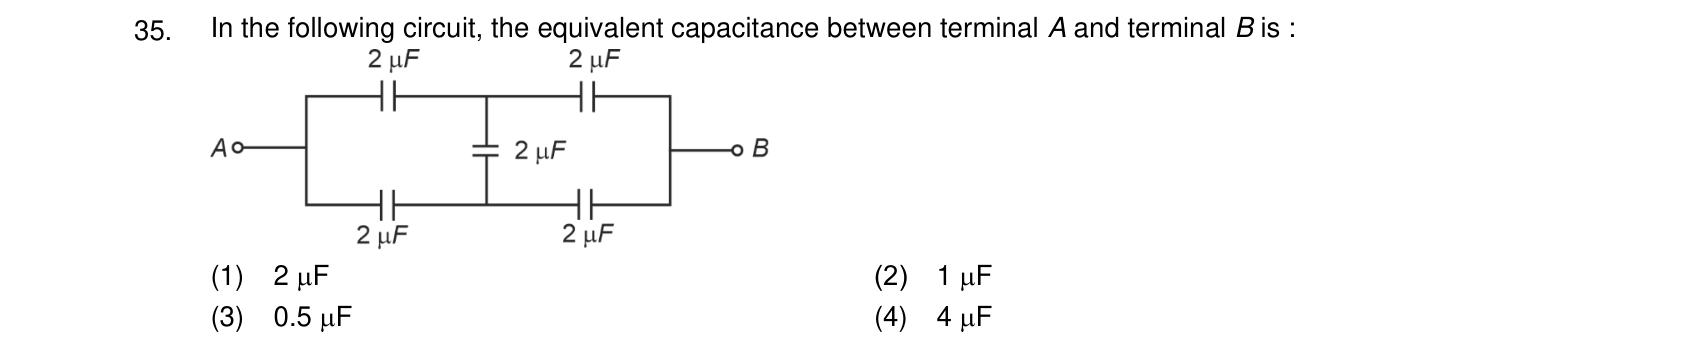 35. In the following circuit, the equivalent capacitance between terminal A and terminal B is :
2 μF 2 μF
A 2 μF B
2 μF 2 μF
(1) 2 μF (2) 1 μF
(3) 0.5 μF (4) 4 μF